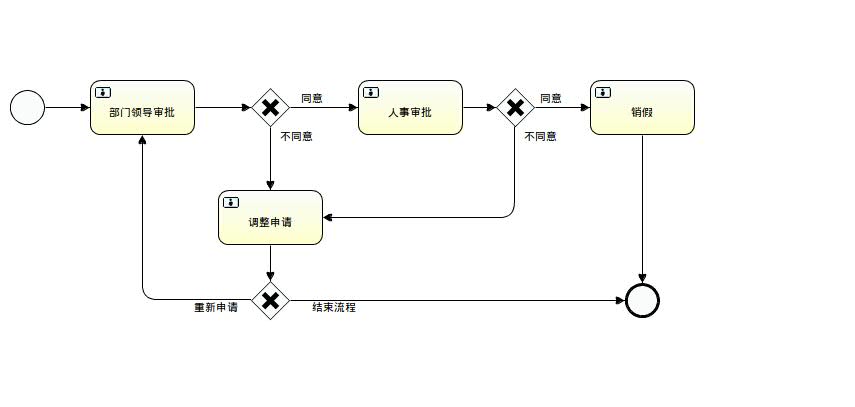 部门领导审批
同意
人事审批
同意
销假
不同意
不同意
调整申请
重新申请
结束流程